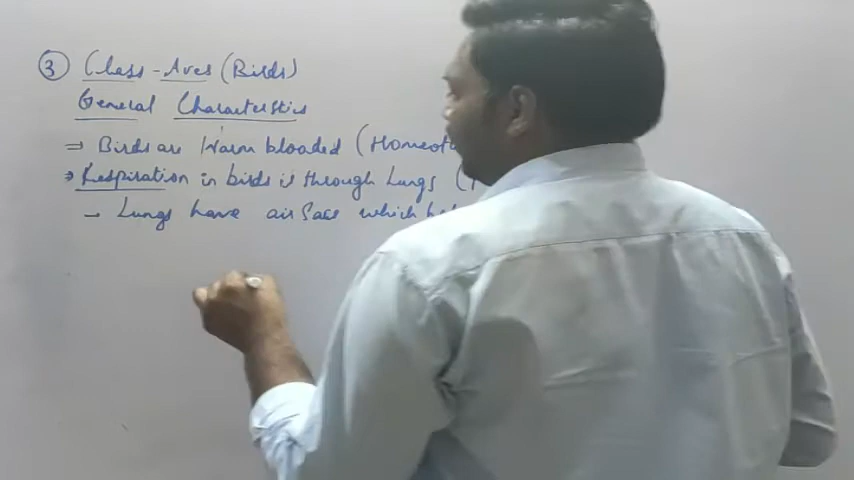 ③ Class - Aves (Birds)
General Characteristics
⇒ Birds are Warm blooded (Homeot
→ Respiration in birds is through Lungs (
→ Lungs have air Sacs which hel